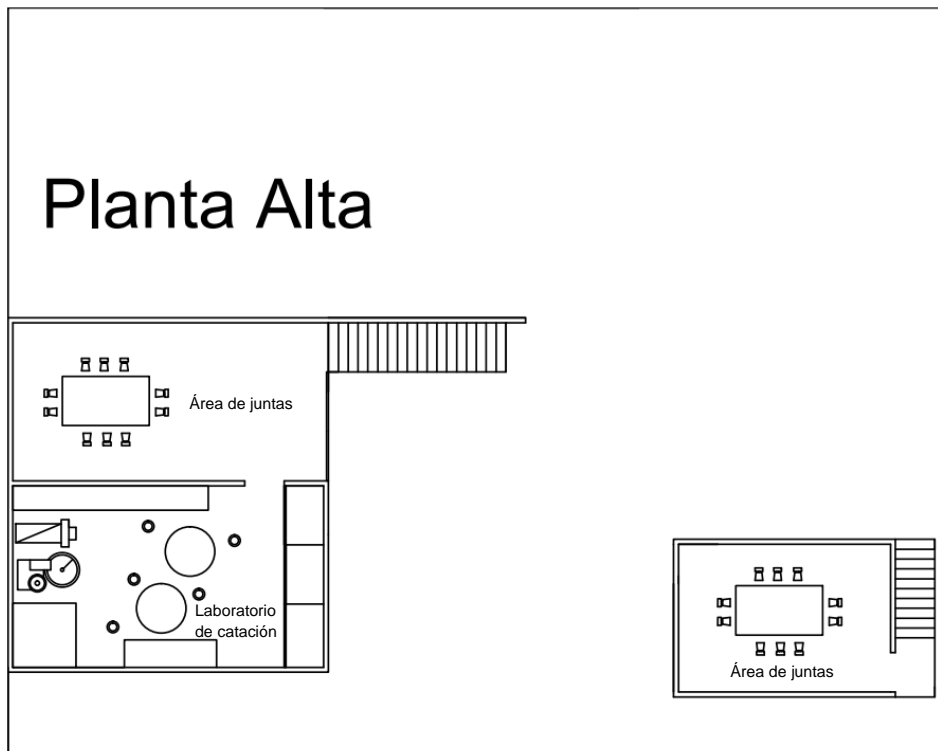 Planta Alta
Área de juntas
Laboratorio
de catación
Área de juntas